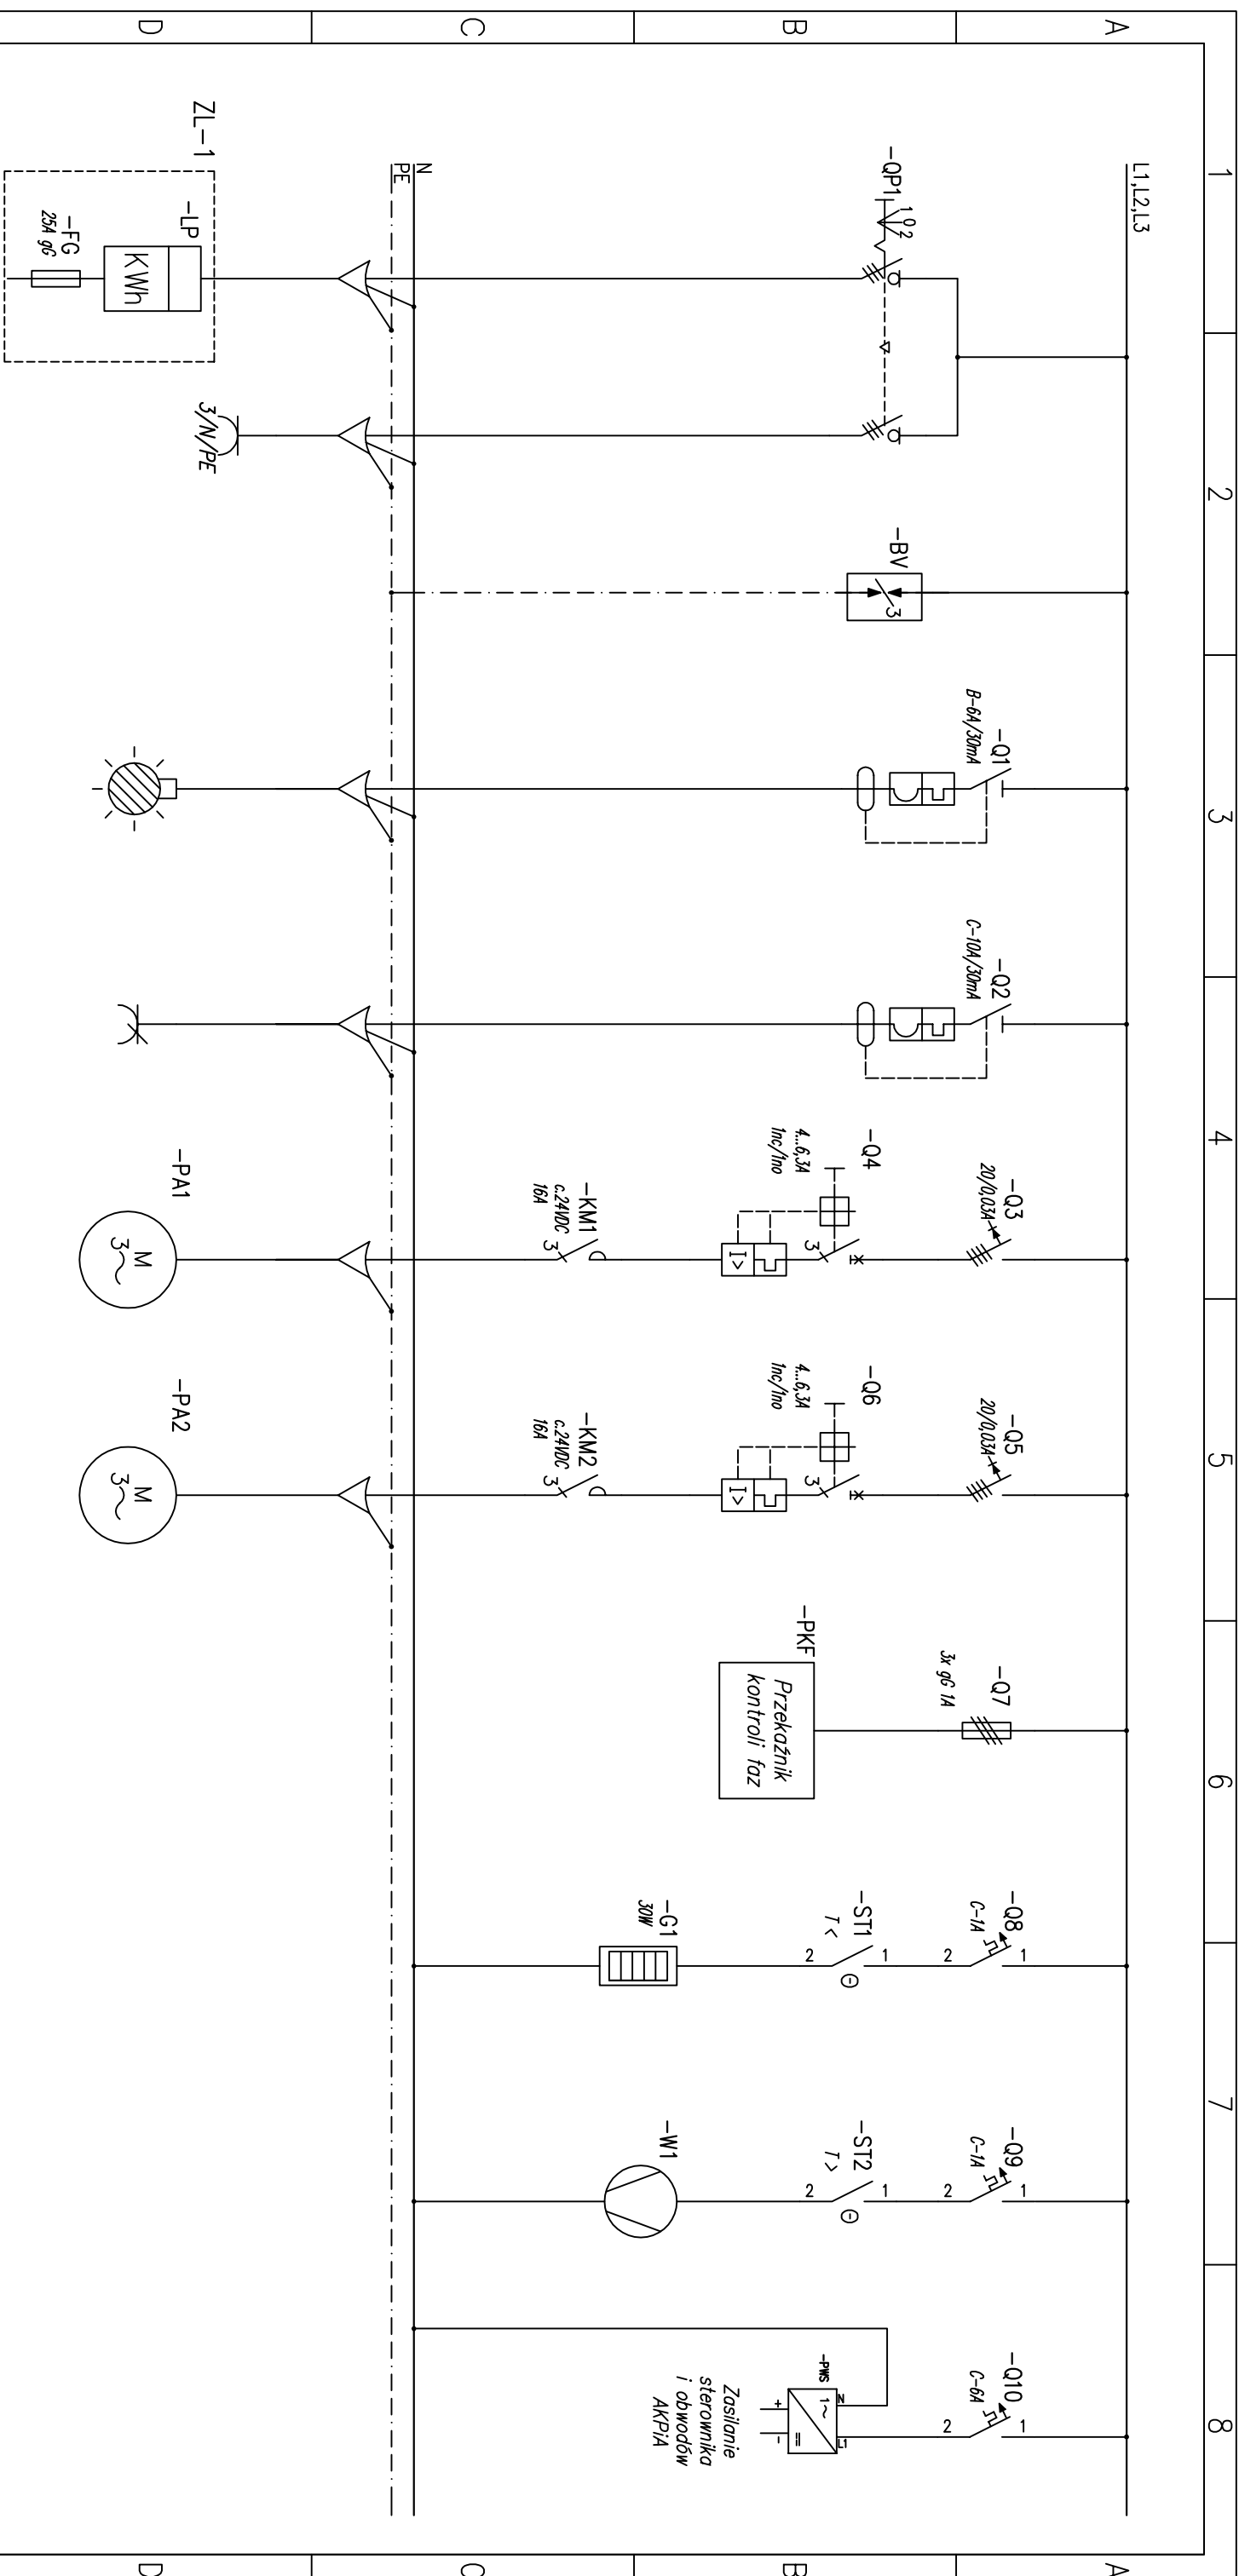 1
2
3
4
5
6
7
8
A
A
B
B
C
C
D
D
L1,L2,L3
N
PE
-QP1
1 0 2
ZL-1
-LP
KWh
-FG
25A gG
3/N/PE
-BV
3
-Q1
B-6A/30mA
-Q2
C-10A/30mA
-Q3
20/0,03A
-Q4
4...6,3A
1nc/1no
3
I>
-KM1
c.24VDC
16A
3
-PA1
M
3~
-Q5
20/0,03A
-Q6
4...6,3A
1nc/1no
3
I>
-KM2
c.24VDC
16A
3
-PA2
M
3~
-Q7
3x gG 1A
-PKF
Przekaźnik
kontroli faz
-Q8
C-1A
1
2
-ST1
T <
1
2
-G1
30W
-Q9
C-1A
1
2
-ST2
T >
1
2
-W1
-Q10
C-6A
1
2
-PWS
N
L1
1~
=
+
-
Zasilanie
sterownika
i obwodów
AKPiA